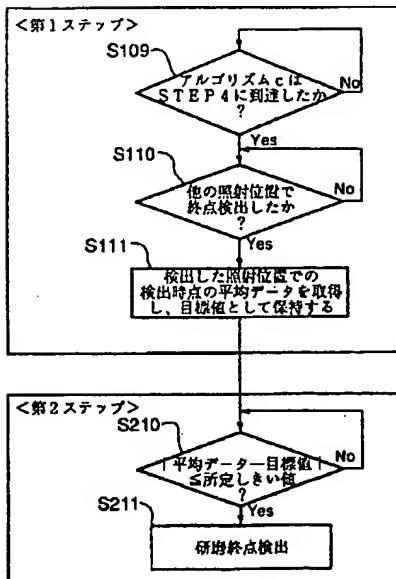 <第1ステップ>
S109
アルゴリズムcは
STEP4に到達したか
?
No
Yes
S110
他の照射位置で
終点検出したか
?
No
Yes
S111
検出した照射位置での
検出時点の平均データを取得
し、目標値として保持する
<第2ステップ>
S210
|平均データー目標値|
≦所定しきい値
?
No
Yes
S211
研磨終点検出